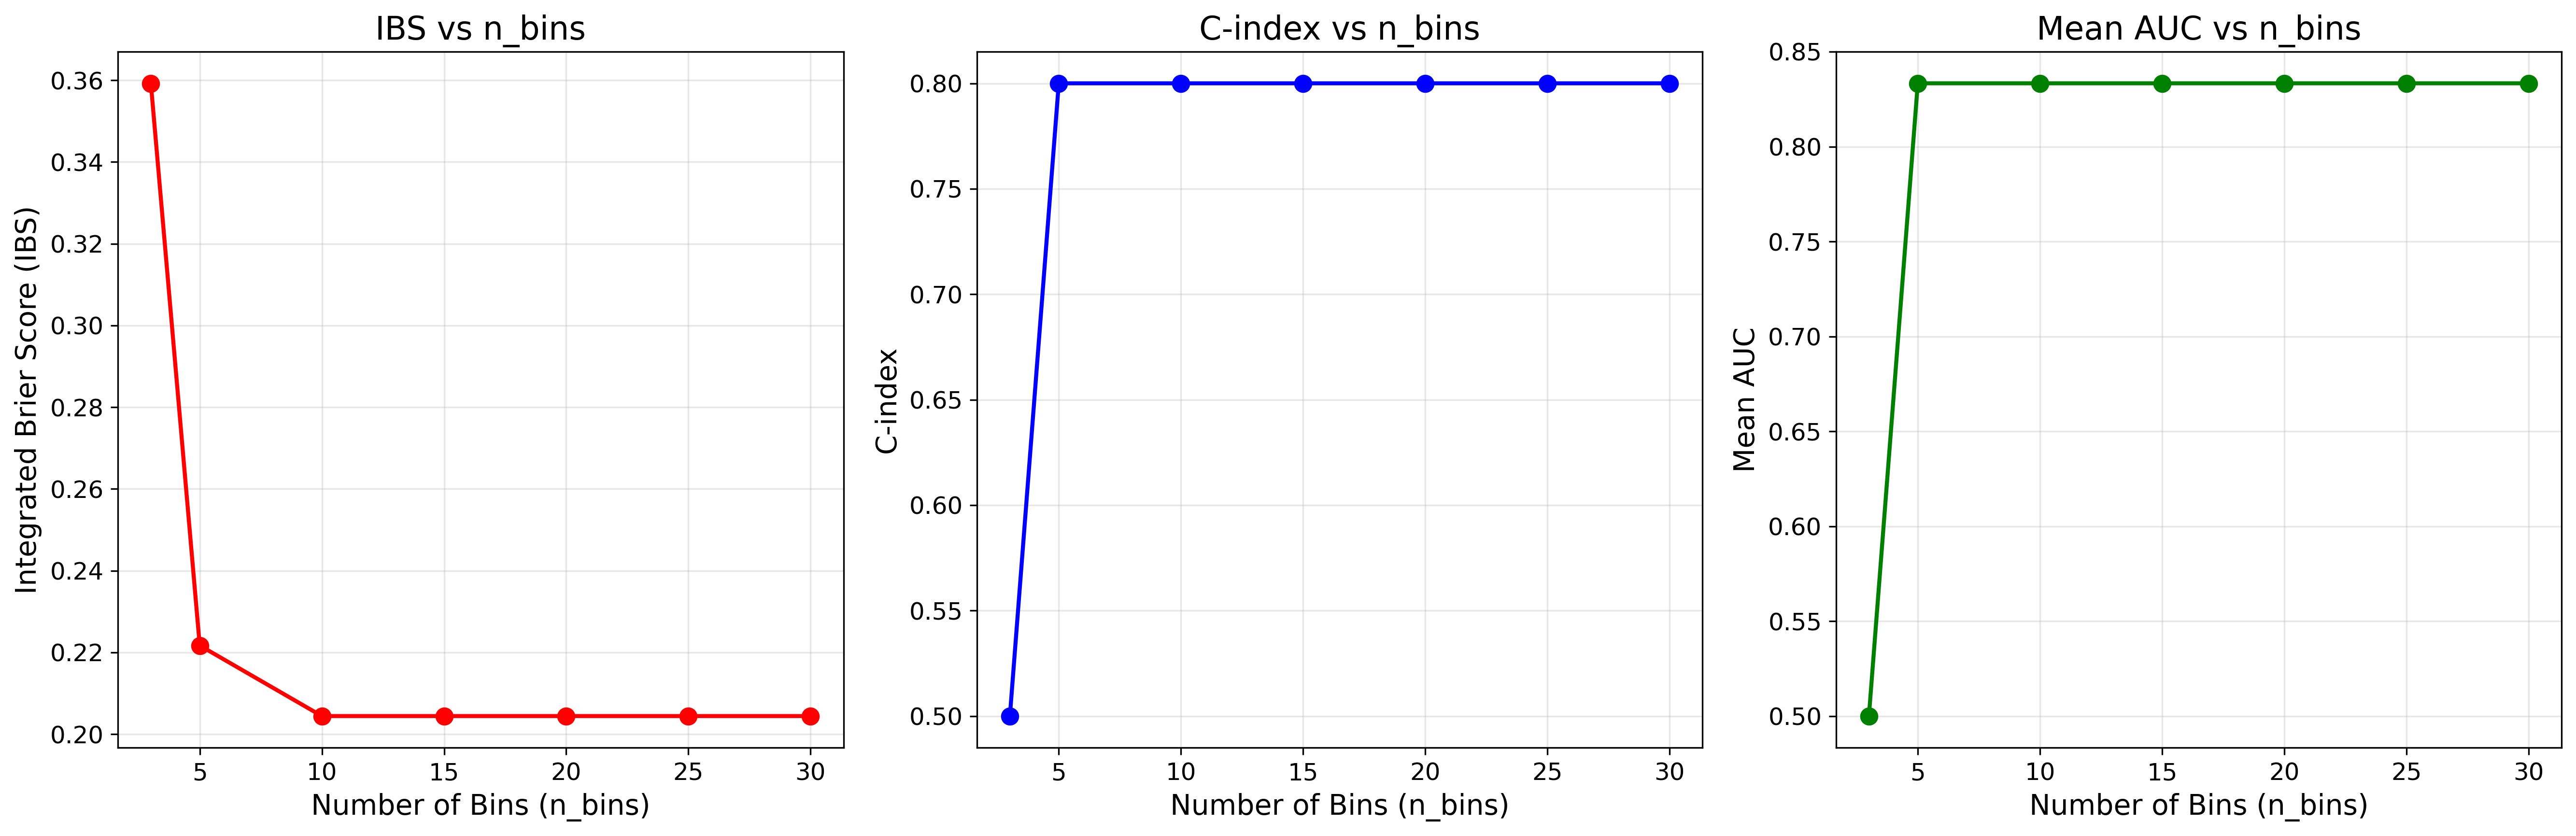 IBS vs n_bins
Integrated Brier Score (IBS)
0.36
0.34
0.32
0.30
0.28
0.26
0.24
0.22
0.20
5 10 15 20 25 30
Number of Bins (n_bins)
C-index vs n_bins
C-index
0.80
0.75
0.70
0.65
0.60
0.55
0.50
5 10 15 20 25 30
Number of Bins (n_bins)
Mean AUC vs n_bins
Mean AUC
0.85
0.80
0.75
0.70
0.65
0.60
0.55
0.50
5 10 15 20 25 30
Number of Bins (n_bins)